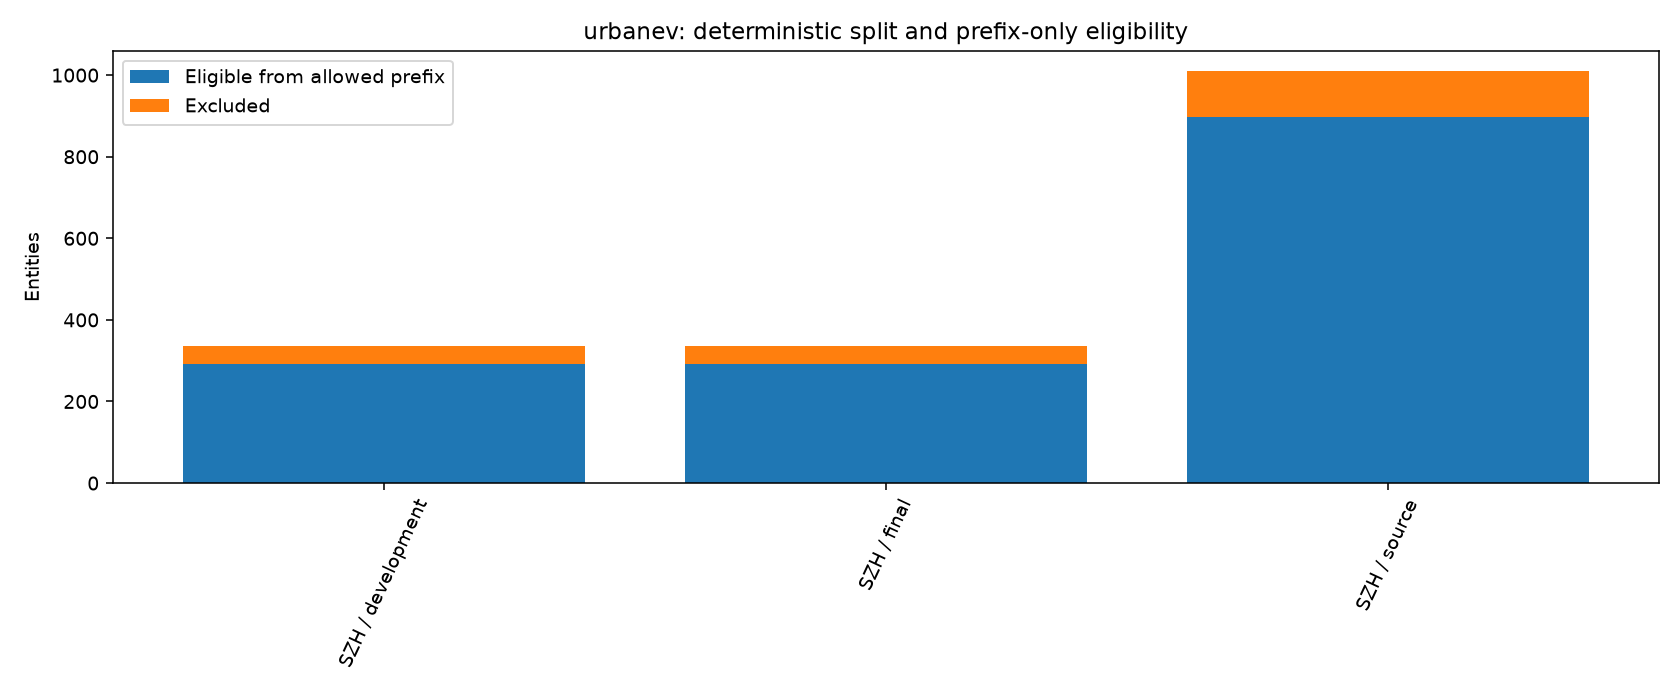 urbanev: deterministic split and prefix-only eligibility
Eligible from allowed prefix
Excluded
Entities
1000
800
600
400
200
0
SZH / development
SZH / final
SZH / source